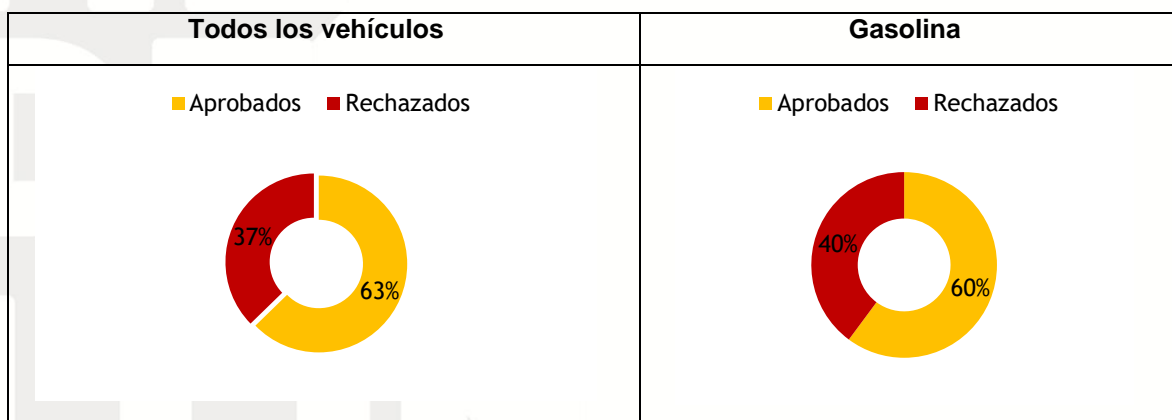 Todos los vehículos
Gasolina
Aprobados Rechazados
37%
63%
Aprobados Rechazados
40%
60%